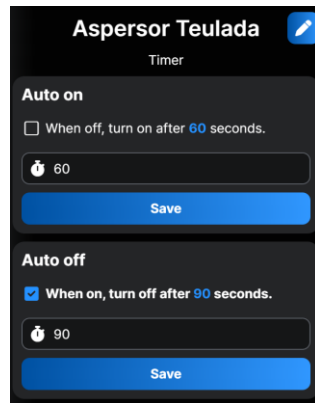 Aspersor Teulada
Timer
Auto on
When off, turn on after 60 seconds.
60
Save
Auto off
When on, turn off after 90 seconds.
90
Save